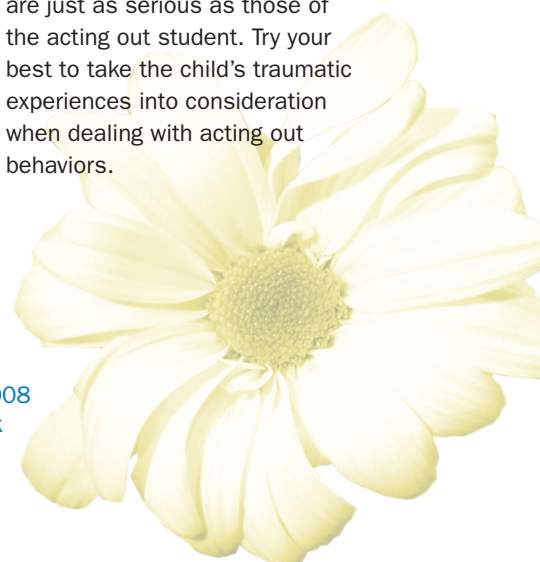 are just as serious as those of
the acting out student. Try your
best to take the child’s traumatic
experiences into consideration
when dealing with acting out
behaviors.
08